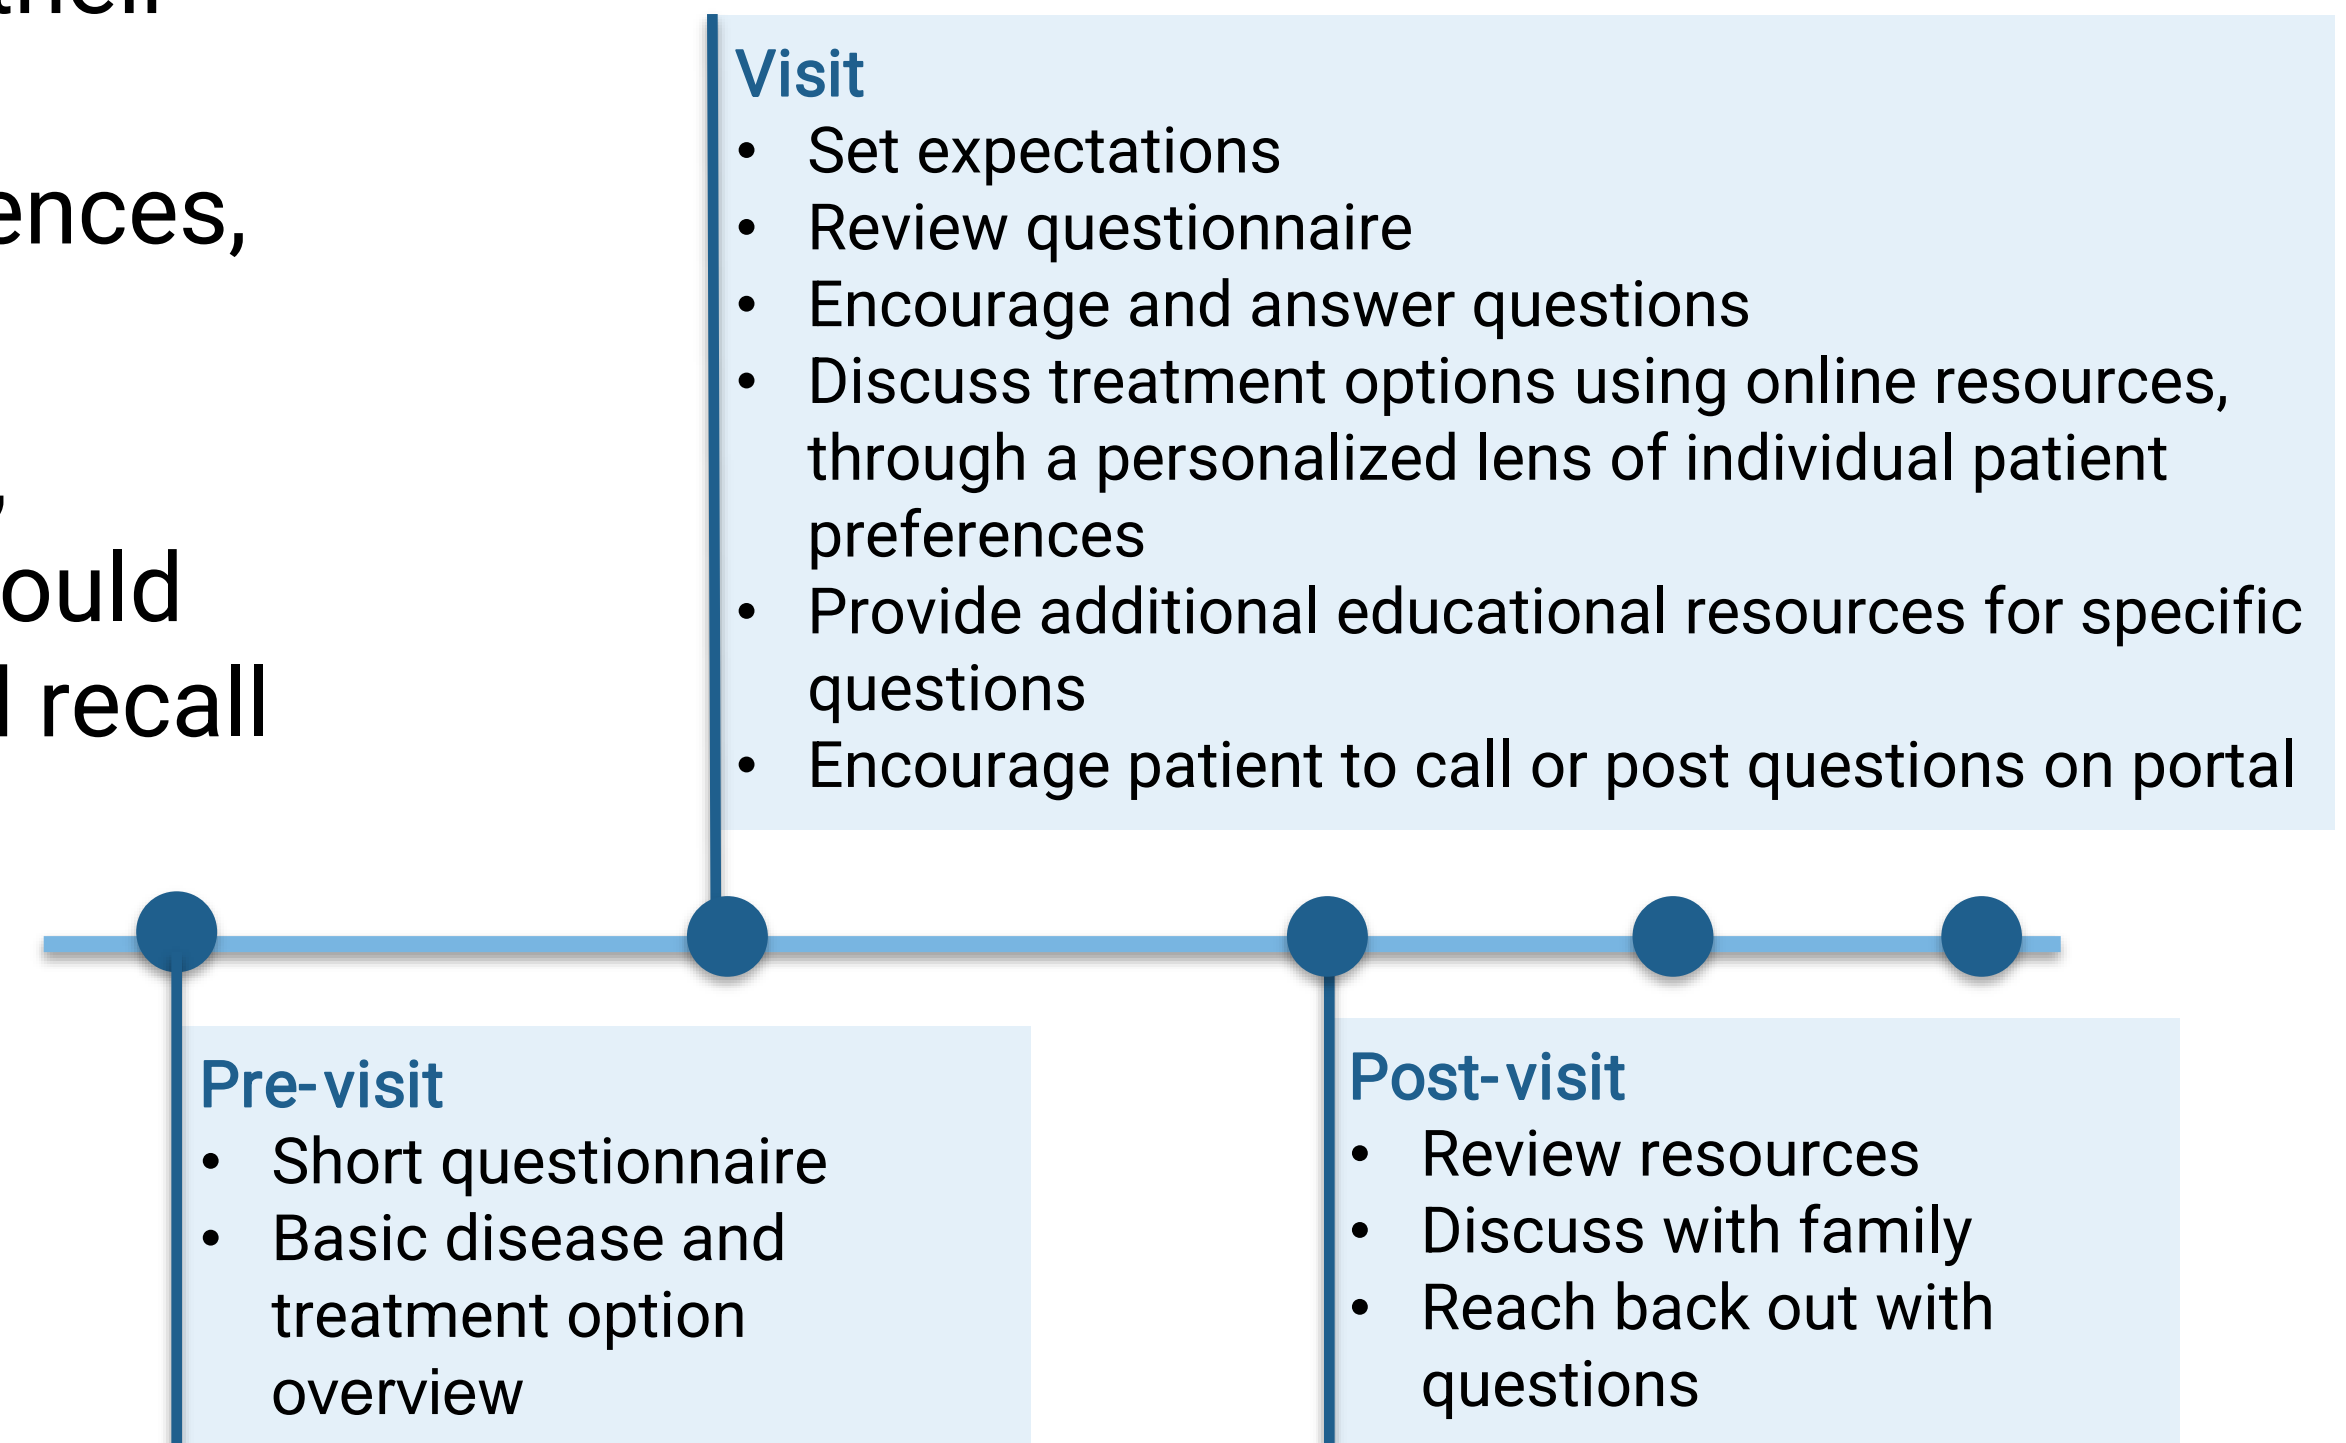 ences,
ould
recall
Visit
• Set expectations
• Review questionnaire
• Encourage and answer questions
• Discuss treatment options using online resources,
through a personalized lens of individual patient
preferences
• Provide additional educational resources for specific
questions
• Encourage patient to call or post questions on portal
Pre-visit
• Short questionnaire
• Basic disease and
treatment option
overview
Post-visit
• Review resources
• Discuss with family
• Reach back out with
questions